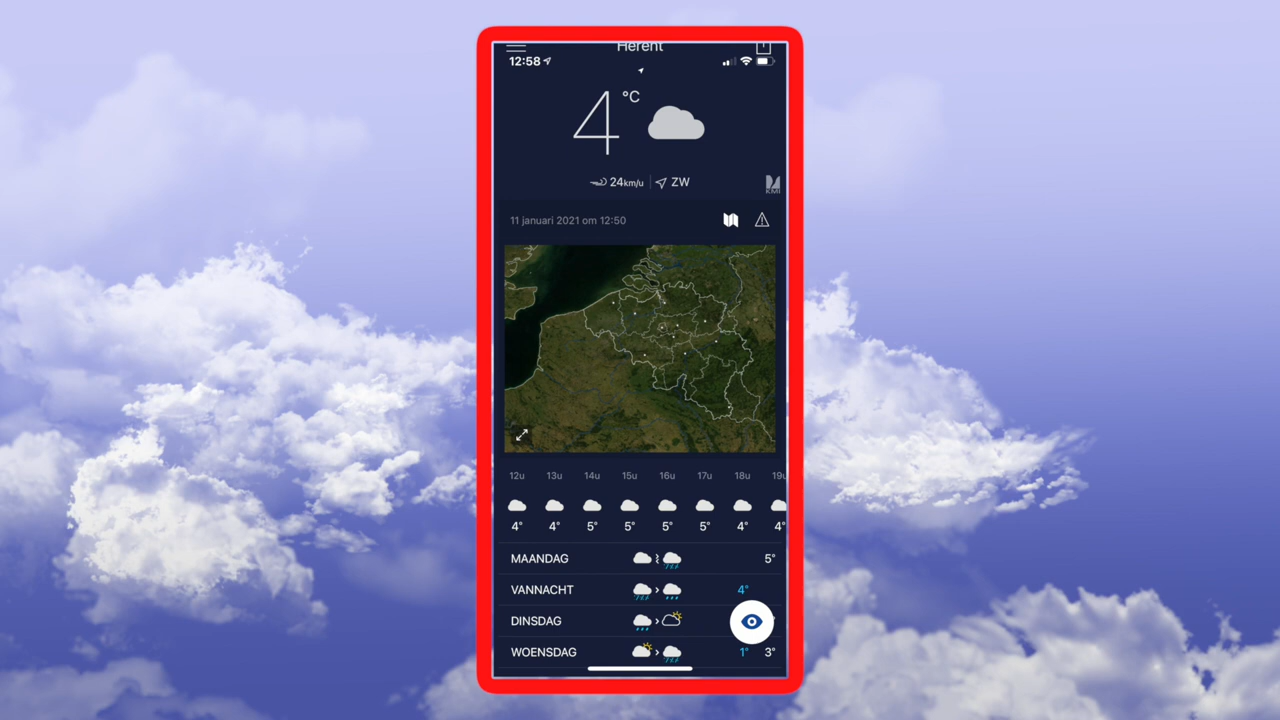 Herent
12:58
4 °C
24km/u ZW
KMI
11 januari 2021 om 12:50
12u 13u 14u 15u 16u 17u 18u 19u
4° 4° 5° 5° 5° 5° 4° 4°
MAANDAG 5°
VANNACHT 4°
DINSDAG
WOENSDAG 1° 3°